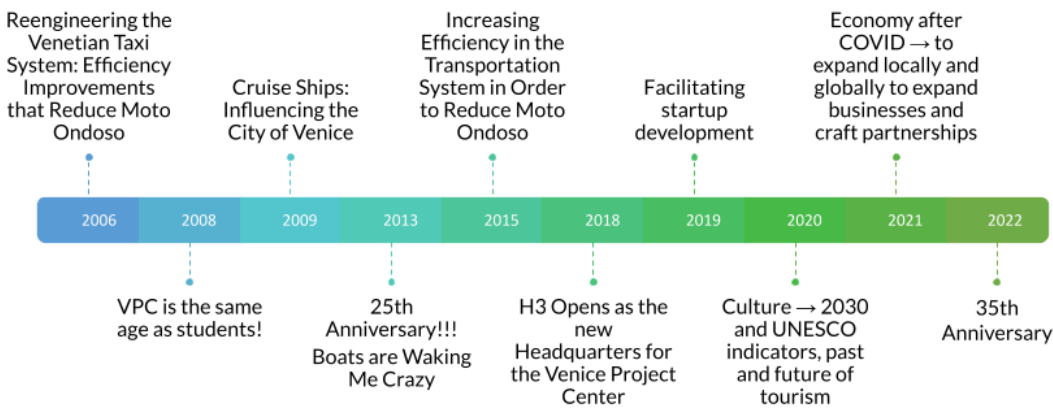 Reengineering the
Venetian Taxi
System: Efficiency
Improvements
that Reduce Moto
Ondoso
Cruise Ships:
Influencing the
City of Venice
Increasing
Efficiency in the
Transportation
System in Order
to Reduce Moto
Ondoso
Facilitating
startup
development
Economy after
COVID → to
expand locally and
globally to expand
businesses and
craft partnerships
2006 2008 2009 2013 2015 2018 2019 2020 2021 2022
VPC is the same
age as students!
25th
Anniversary!!!
Boats are Waking
Me Crazy
H3 Opens as the
new
Headquarters for
the Venice Project
Center
Culture → 2030
and UNESCO
indicators, past
and future of
tourism
35th
Anniversary